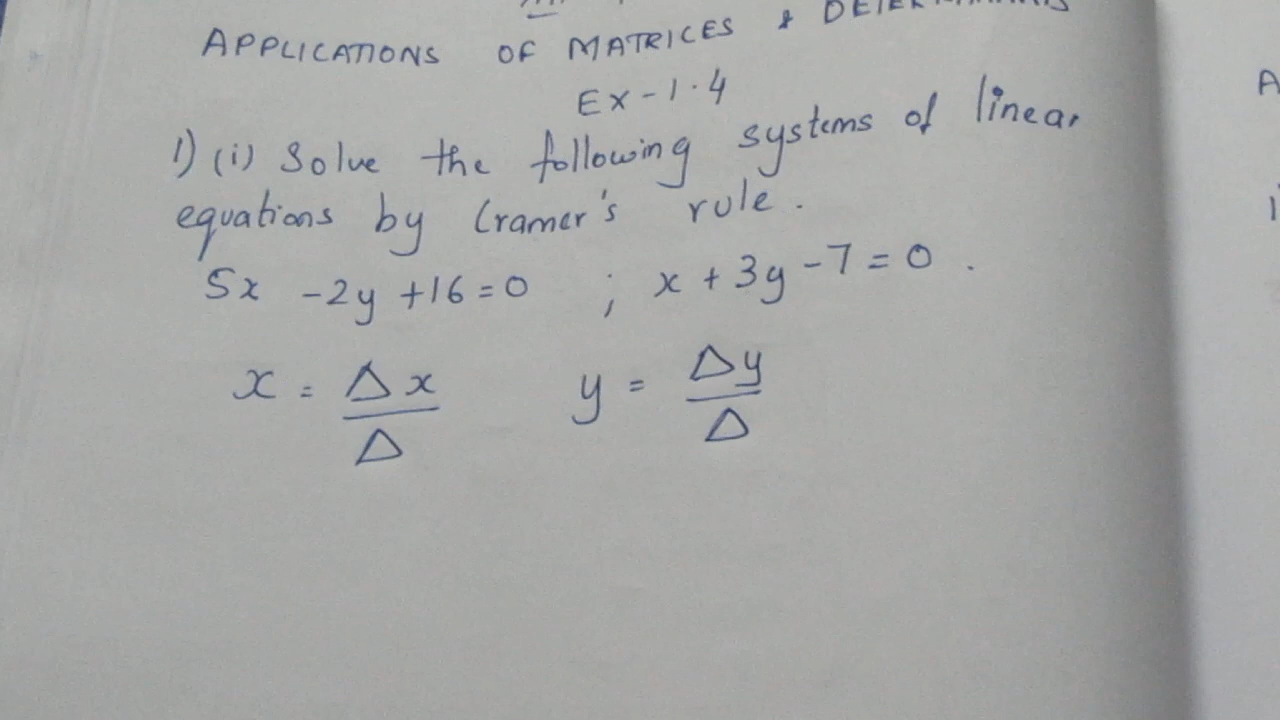 APPLICATIONS OF MATRICES &
EX-1.4
1) (i) Solve the following systems of linear
equations by Cramer's rule.
5x -2y +16=0 ; x +3y -7=0 .
x = Δx/Δ y = Δy/Δ